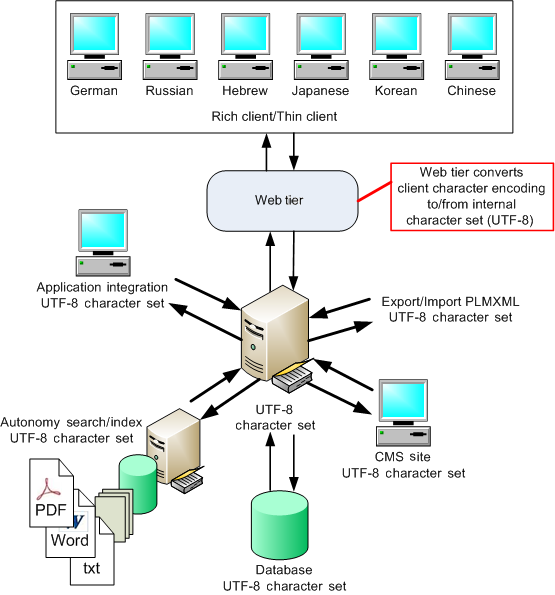 German
Russian
Hebrew
Japanese
Korean
Chinese
Rich client/Thin client
Web tier
Web tier converts
client character encoding
to/from internal
character set (UTF-8)
Application integration
UTF-8 character set
Export/Import PLMXML
UTF-8 character set
UTF-8
character set
Autonomy search/index
UTF-8 character set
CMS site
UTF-8 character set
PDF
W
Word
txt
Database
UTF-8 character set